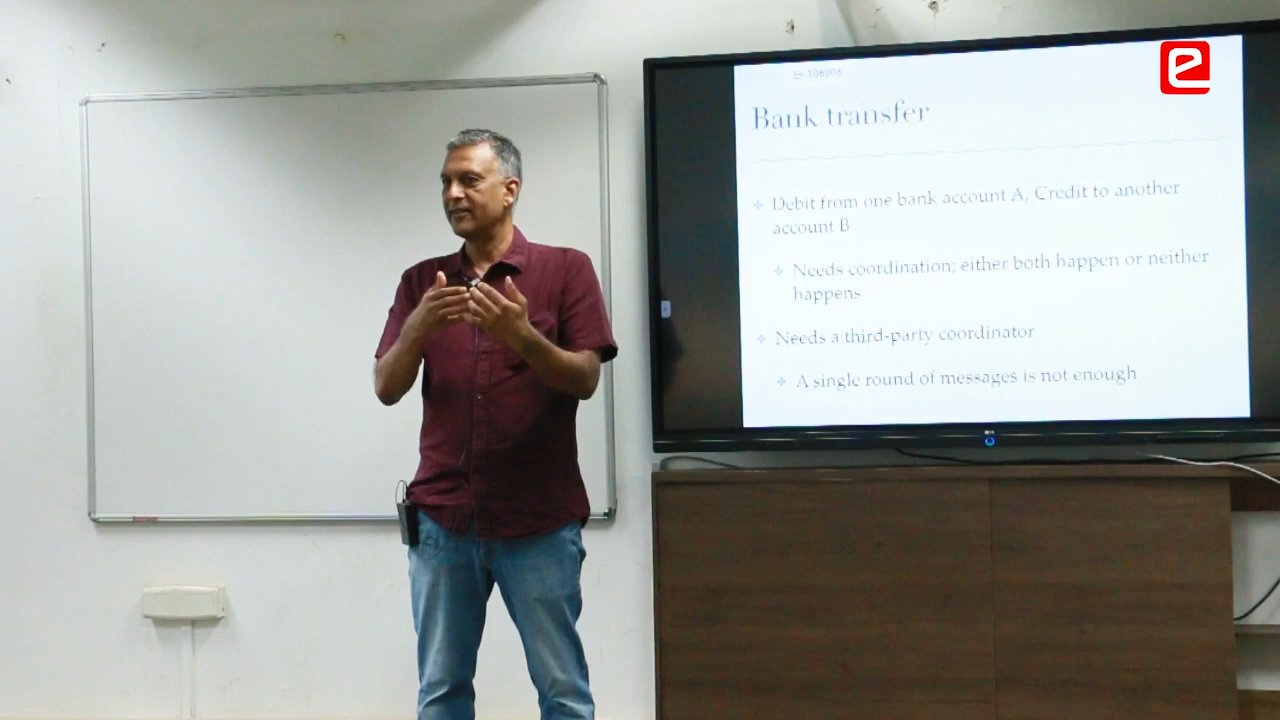 106006
Bank transfer
Debit from one bank account A, Credit to another
account B
Needs coordination; either both happen or neither
happens
Needs a third-party coordinator
A single round of messages is not enough
e